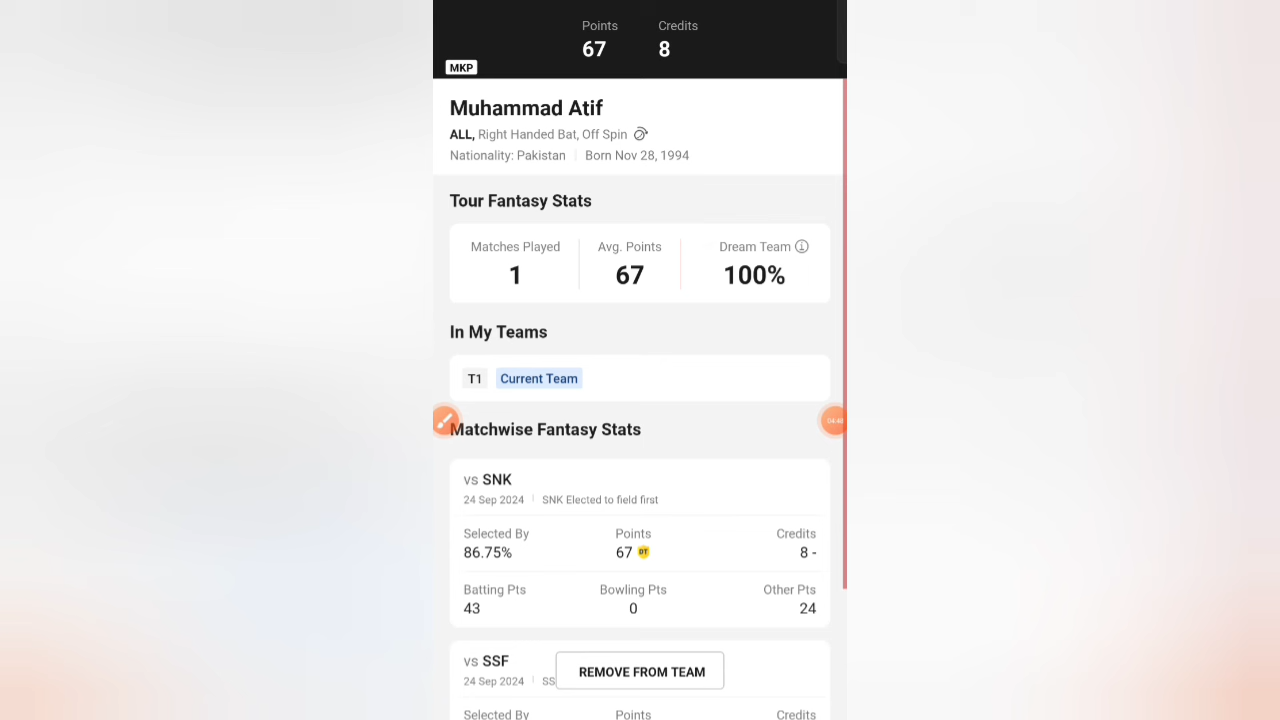 Points Credits
67 8
MKP
Muhammad Atif
ALL, Right Handed Bat, Off Spin
Nationality: Pakistan Born Nov 28, 1994
Tour Fantasy Stats
Matches Played Avg. Points Dream Team
1 67 100%
In My Teams
T1 Current Team
Matchwise Fantasy Stats
vs SNK
24 Sep 2024 SNK Elected to field first
Selected By Points Credits
86.75% 67 DT 8 -
Batting Pts Bowling Pts Other Pts
43 0 24
vs SSF
24 Sep 2024 SS
REMOVE FROM TEAM
Selected By Points Credits